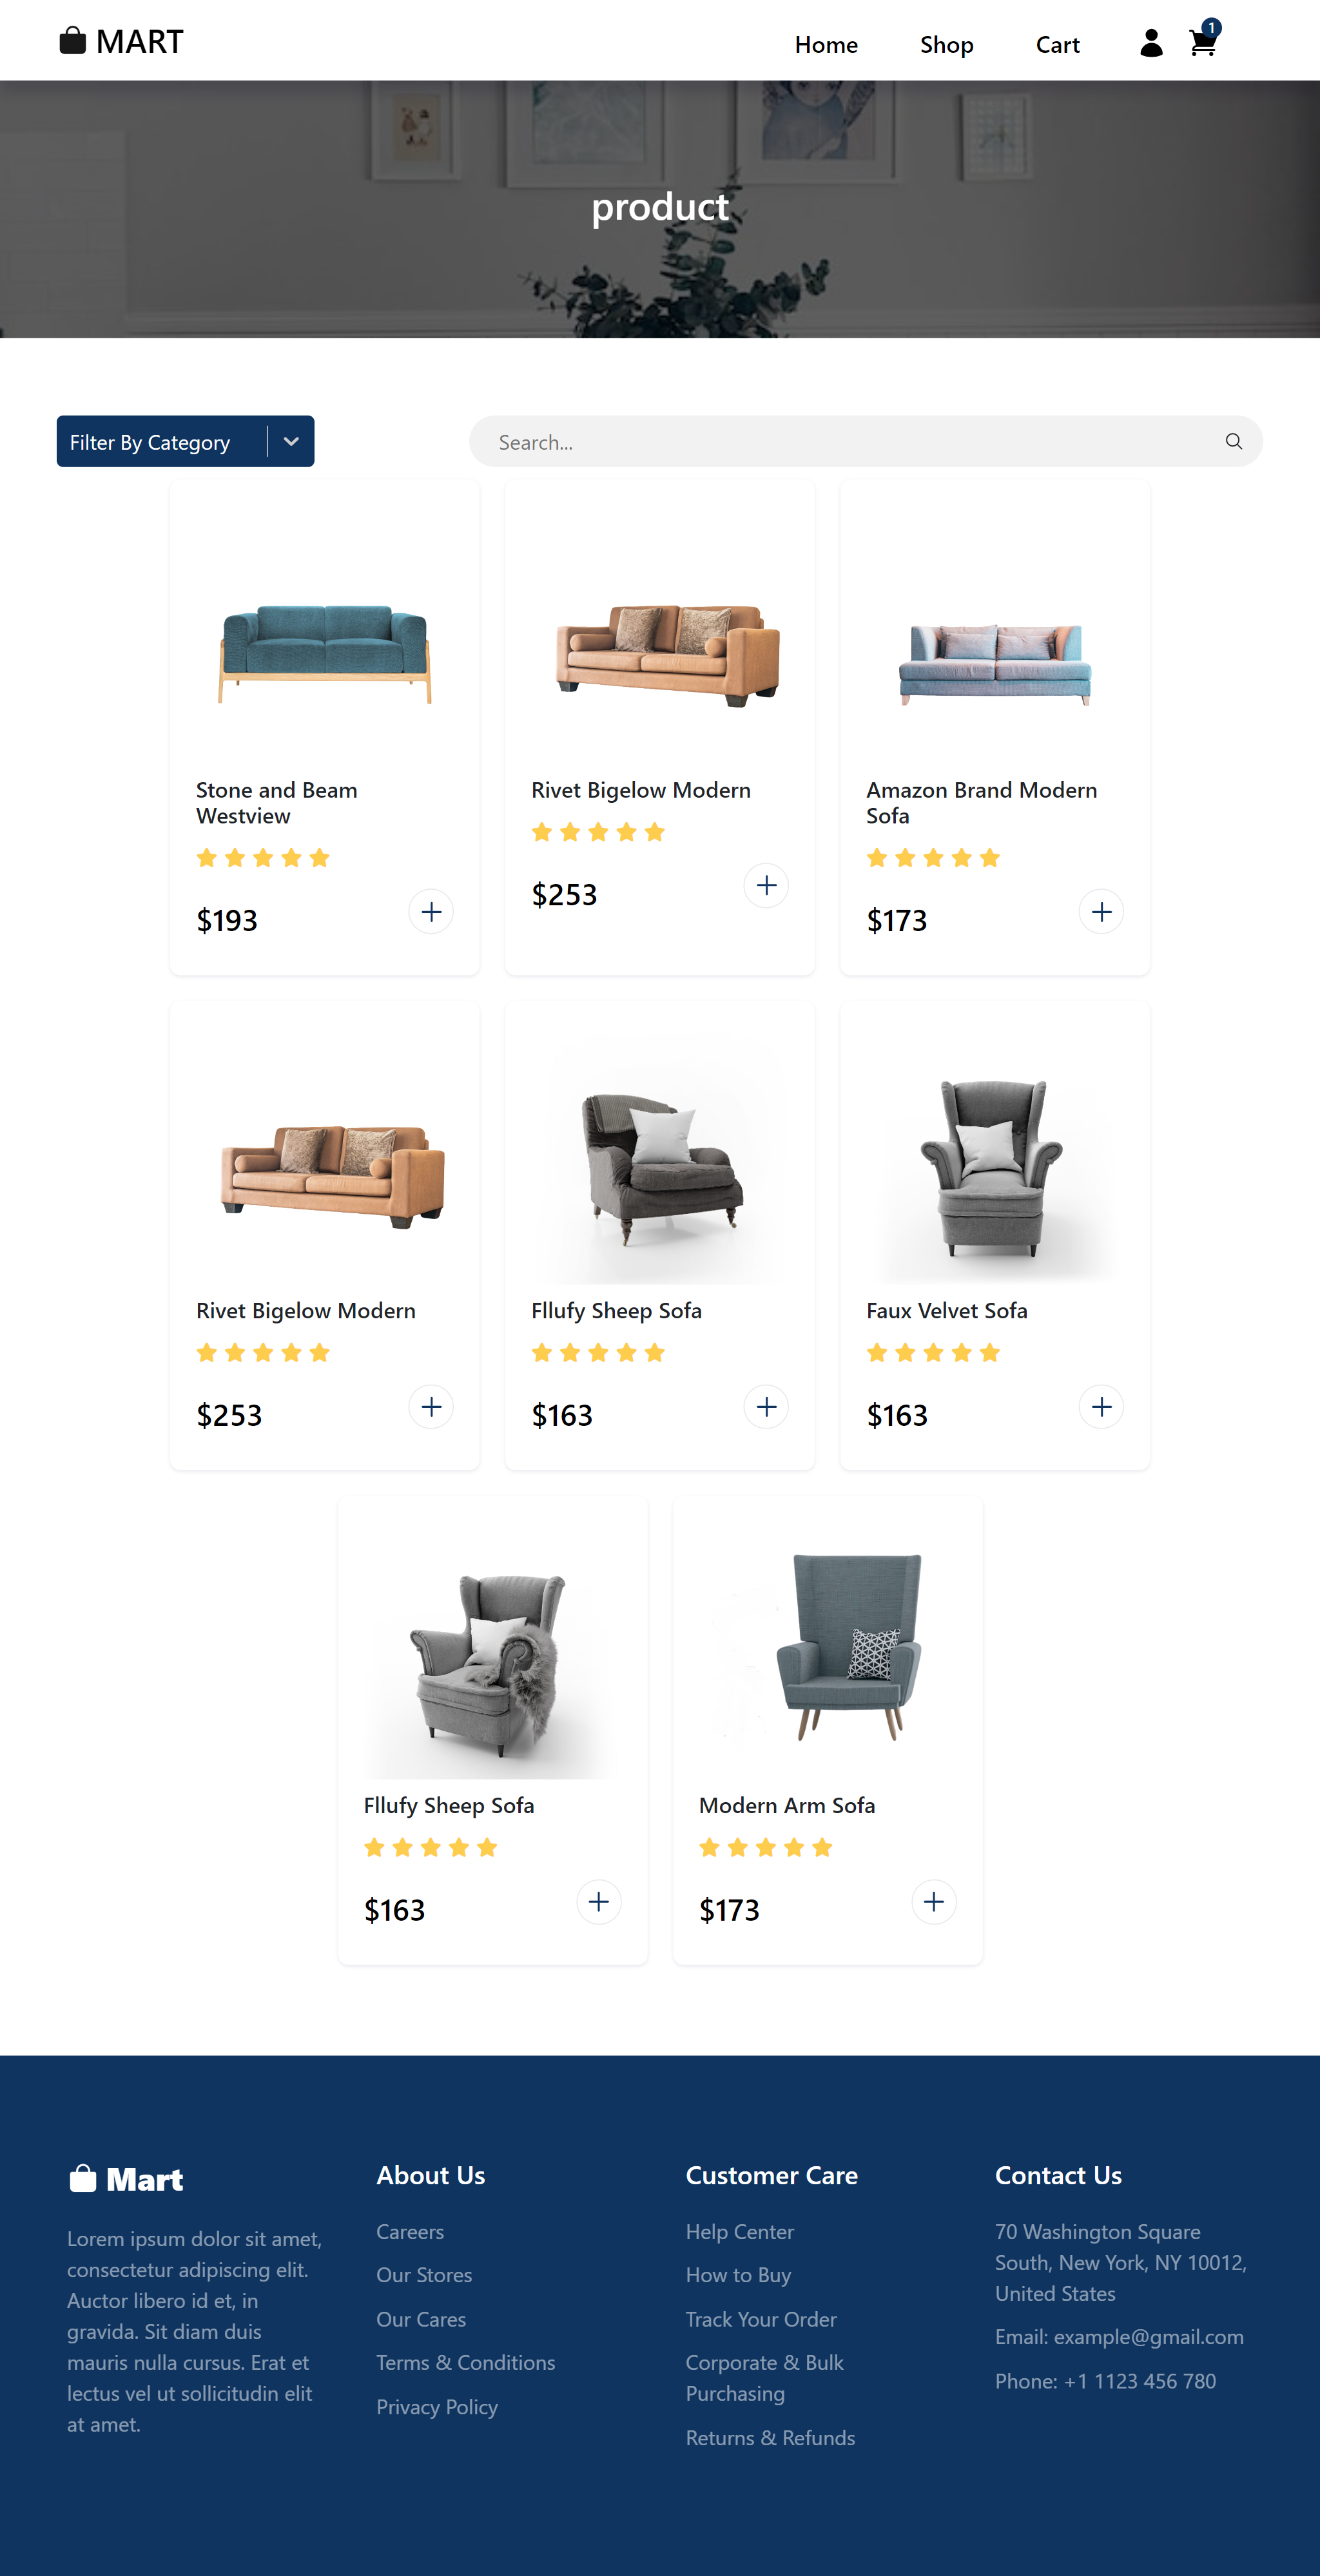 MART
Home
Shop
Cart
1
product
Filter By Category
Search...
Stone and Beam
Westview
$193
Rivet Bigelow Modern
$253
Amazon Brand Modern
Sofa
$173
Rivet Bigelow Modern
$253
Fllufy Sheep Sofa
$163
Faux Velvet Sofa
$163
Fllufy Sheep Sofa
$163
Modern Arm Sofa
$173
Mart
Lorem ipsum dolor sit amet,
consectetur adipiscing elit.
Auctor libero id et, in
gravida. Sit diam duis
mauris nulla cursus. Erat et
lectus vel ut sollicitudin elit
at amet.
About Us
Careers
Our Stores
Our Cares
Terms & Conditions
Privacy Policy
Customer Care
Help Center
How to Buy
Track Your Order
Corporate & Bulk
Purchasing
Returns & Refunds
Contact Us
70 Washington Square
South, New York, NY 10012,
United States
Email: example@gmail.com
Phone: +1 1123 456 780